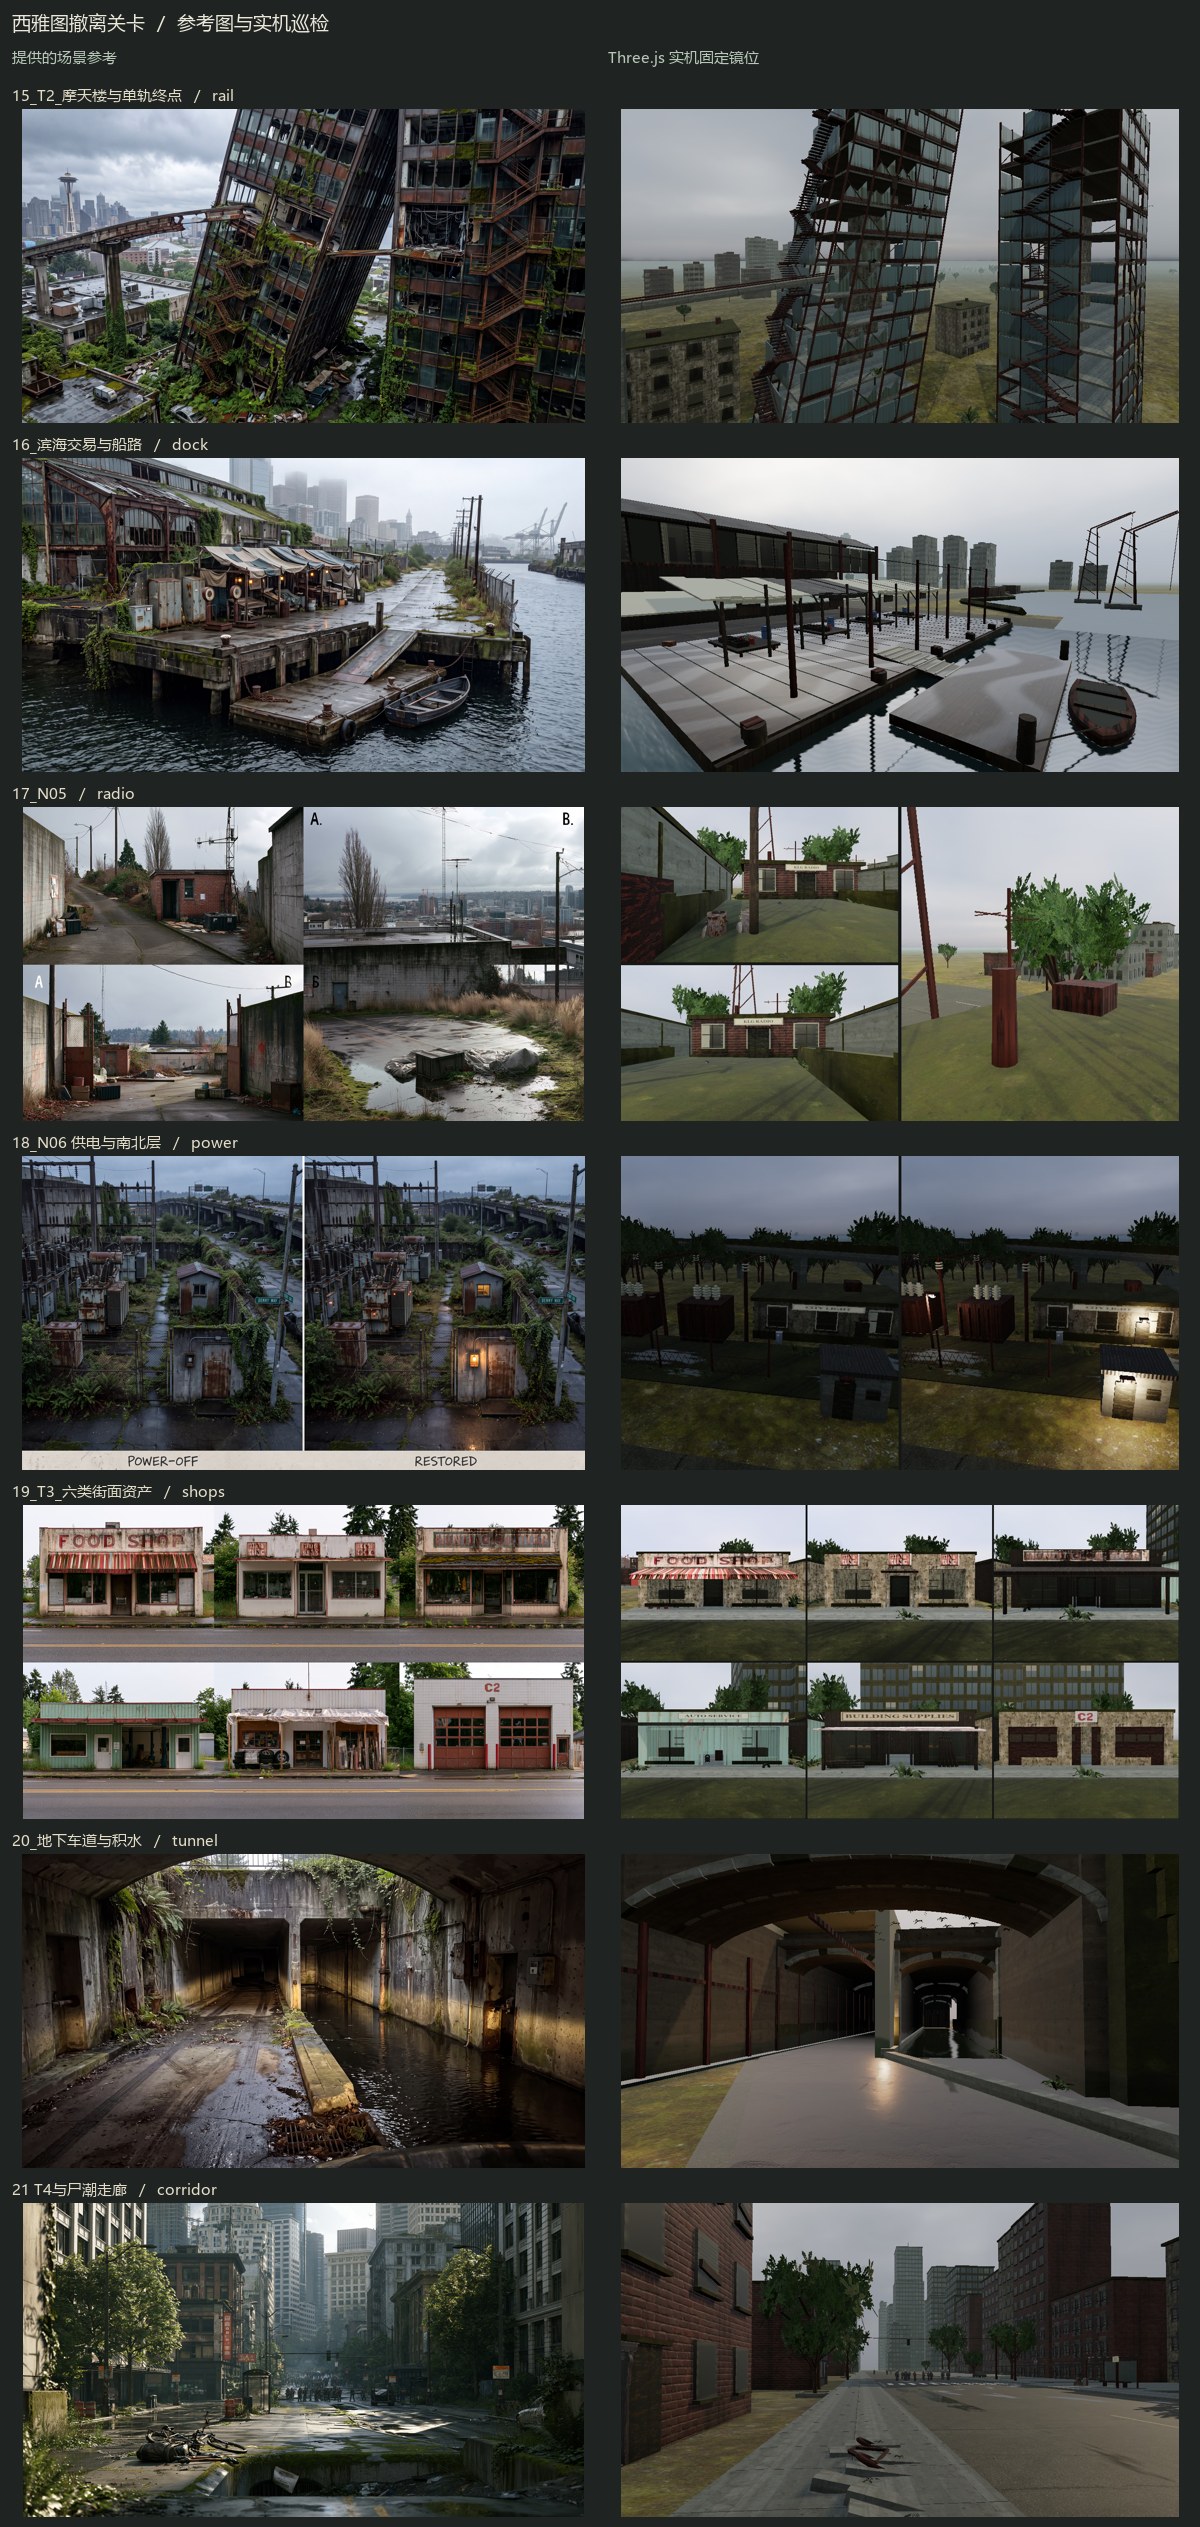 西雅图撤离关卡 / 参考图与实机巡检
提供的场景参考
Three.js 实机固定镜位
15_T2_摩天楼与单轨终点 / rail
16_滨海交易与船路 / dock
17_N05 / radio
A.
B.
A
B
B
18_N06 供电与南北层 / power
CITY LIGHT
CITY LIGHT
POWER-OFF
RESTORED
19_T3_六类街面资产 / shops
FOOD SHOP
FOOD SHOP
C2
AUTO SERVICE
BUILDING SUPPLIES
C2
20_地下车道与积水 / tunnel
21 T4与尸潮走廊 / corridor